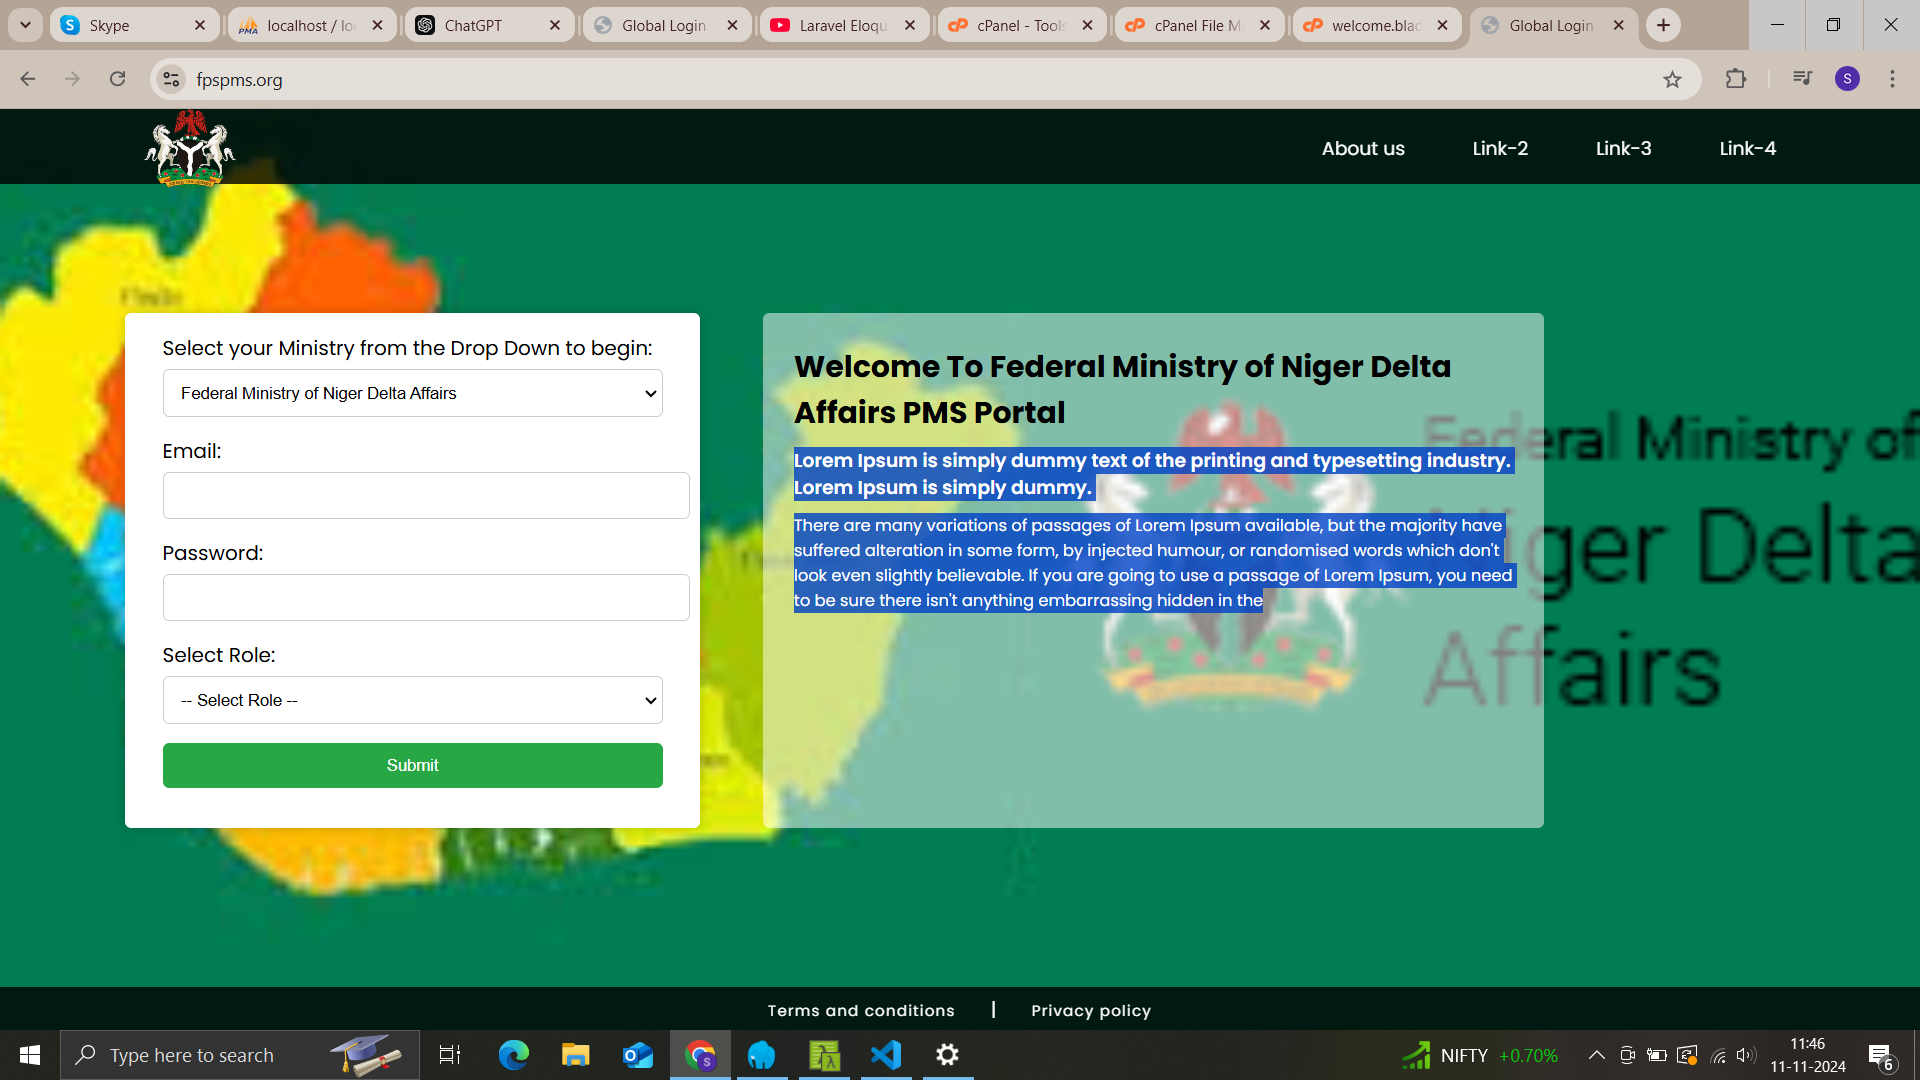 Skype
localhost / lo
ChatGPT
Global Login
Laravel Eloqu
cPanel - Tools
cPanel File M
welcome.blad
Global Login
fpspms.org
S
About us
Link-2
Link-3
Link-4
Select your Ministry from the Drop Down to begin:
Federal Ministry of Niger Delta Affairs
Email:
Password:
Select Role:
-- Select Role --
Submit
Welcome To Federal Ministry of Niger Delta
Affairs PMS Portal
Lorem Ipsum is simply dummy text of the printing and typesetting industry.
Lorem Ipsum is simply dummy.
There are many variations of passages of Lorem Ipsum available, but the majority have
suffered alteration in some form, by injected humour, or randomised words which don't
look even slightly believable. If you are going to use a passage of Lorem Ipsum, you need
to be sure there isn't anything embarrassing hidden in the
Federal Ministry of
Niger Delta
Affairs
Terms and conditions | Privacy policy
Type here to search
NIFTY +0.70%
11:46
11-11-2024
6